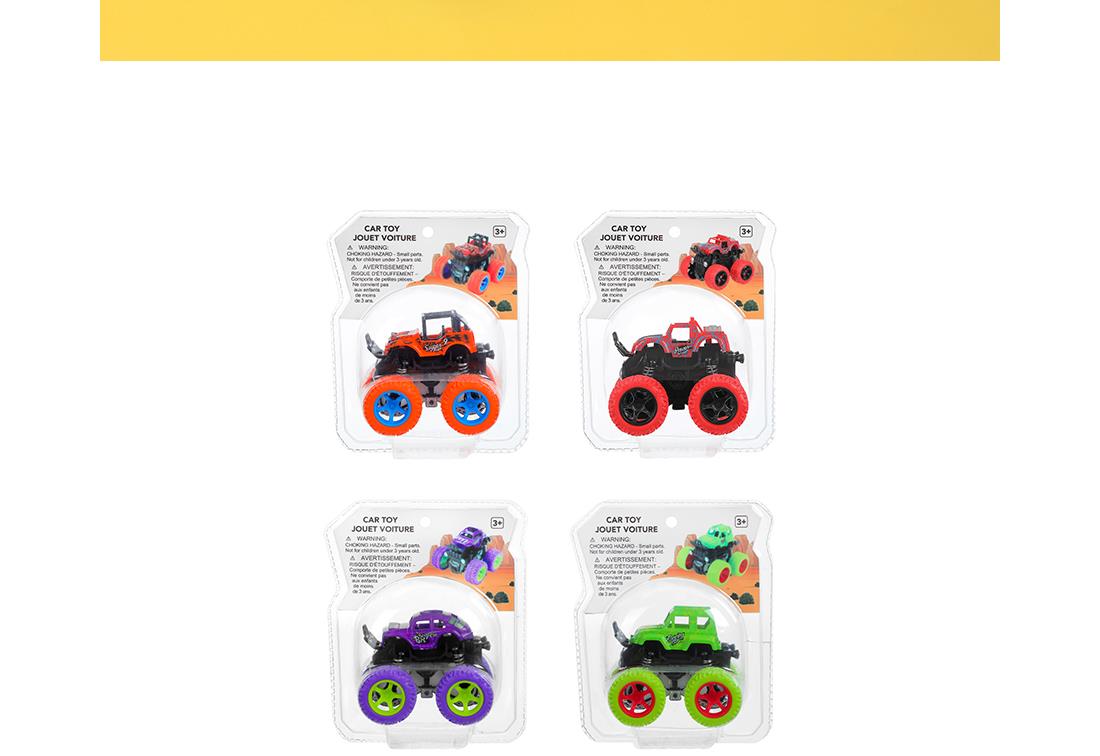 CAR TOY
JOUET VOITURE
3+
⚠ WARNING:
CHOKING HAZARD - Small parts.
Not for children under 3 years old.
⚠ AVERTISSEMENT:
RISQUE D'ÉTOUFFEMENT -
Comporte de petites pièces.
Ne convient pas
aux enfants
de moins
de 3 ans.
CAR TOY
JOUET VOITURE
3+
⚠ WARNING:
CHOKING HAZARD - Small parts.
Not for children under 3 years old.
⚠ AVERTISSEMENT:
RISQUE D'ÉTOUFFEMENT -
Comporte de petites pièces.
Ne convient pas
aux enfants
de moins
de 3 ans.
CAR TOY
JOUET VOITURE
3+
⚠ WARNING:
CHOKING HAZARD - Small parts.
Not for children under 3 years old.
⚠ AVERTISSEMENT:
RISQUE D'ÉTOUFFEMENT -
Comporte de petites pièces.
Ne convient pas
aux enfants
de moins
de 3 ans.
CAR TOY
JOUET VOITURE
3+
⚠ WARNING:
CHOKING HAZARD - Small parts.
Not for children under 3 years old.
⚠ AVERTISSEMENT:
RISQUE D'ÉTOUFFEMENT -
Comporte de petites pièces.
Ne convient pas
aux enfants
de moins
de 3 ans.